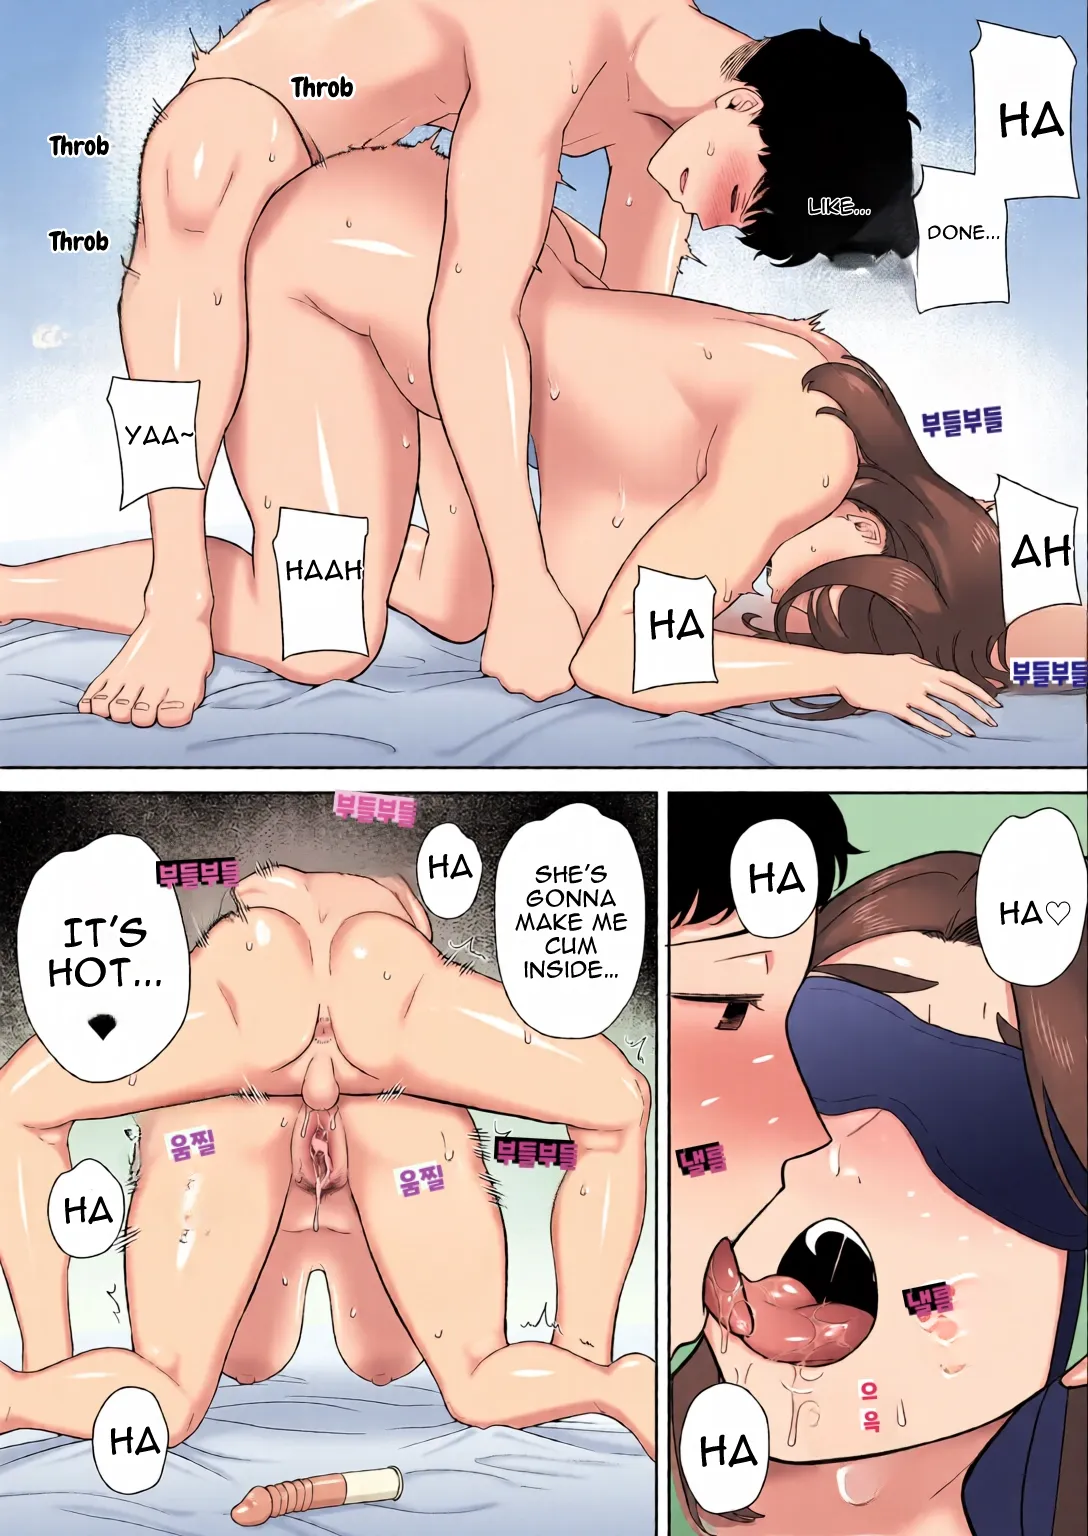 HA
Throb
LIKE...
Throb
DONE...
Throb
부들부들
YAA~
AH
HAAH
HA
부들부들
부들부들
HA
부들부들
SHE'S
GONNA
MAKE ME
CUM
INSIDE...
IT'S
HOT...
♥
움찔
부들부들
움찔
HA
HA
HA
HA♡
낼름
낼름
으
윽
HA